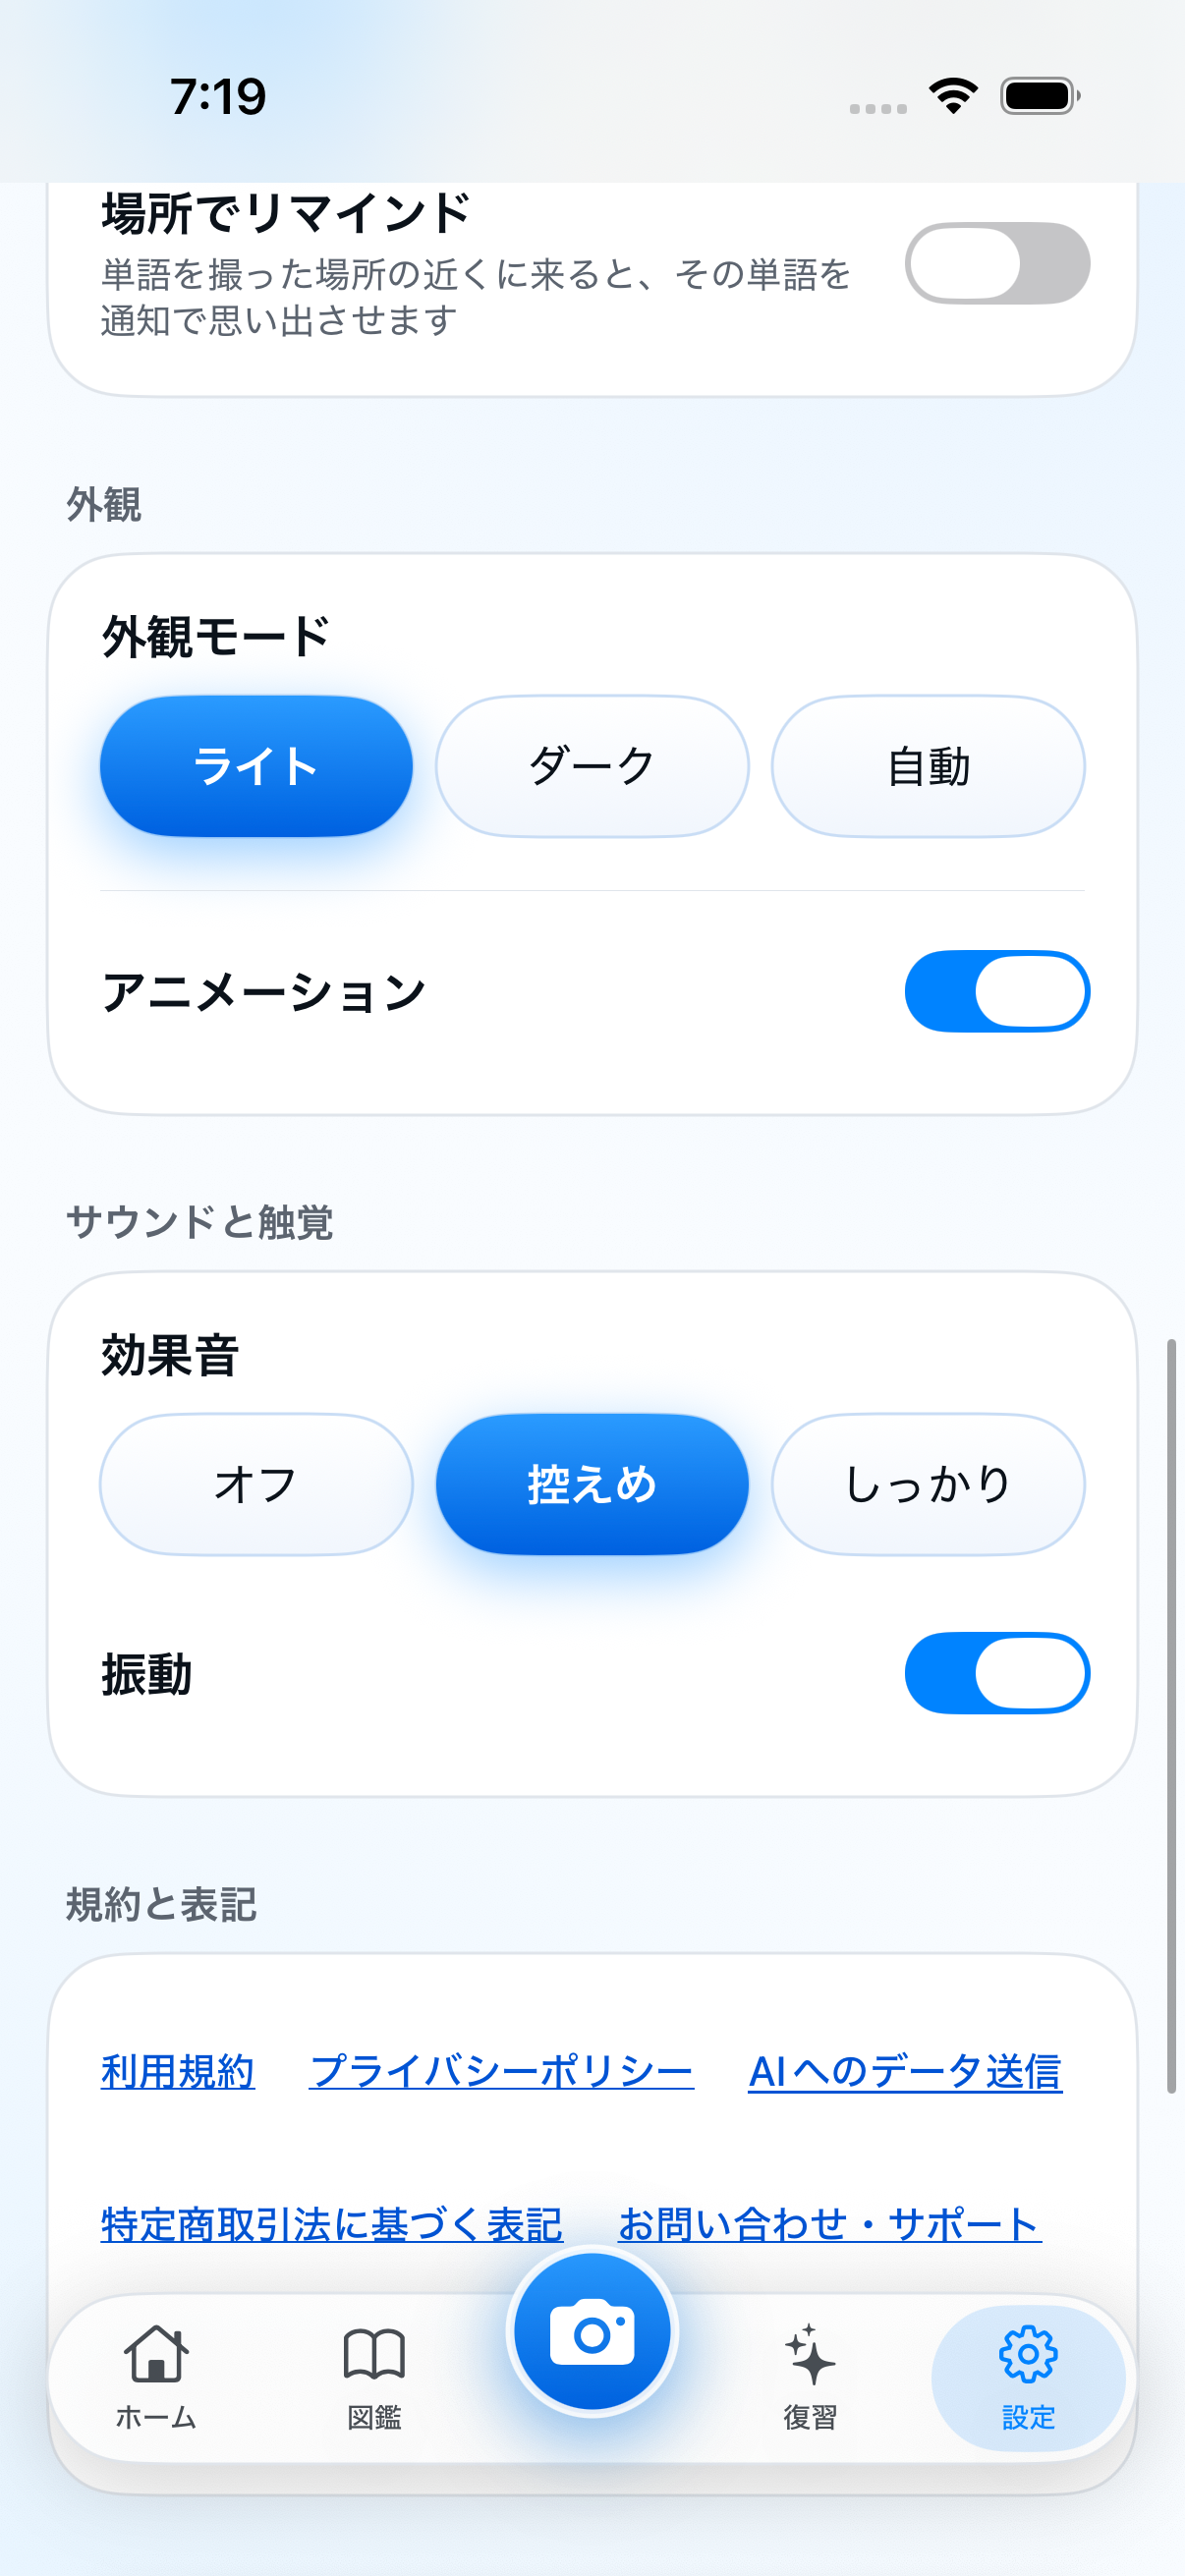 7:19
場所でリマインド
単語を撮った場所の近くに来ると、その単語を
通知で思い出させます
外観
外観モード
ライト ダーク 自動
アニメーション
サウンドと触覚
効果音
オフ 控えめ しっかり
振動
規約と表記
利用規約 プライバシーポリシー AIへのデータ送信
特定商取引法に基づく表記 お問い合わせ・サポート
ホーム 図鑑 復習 設定